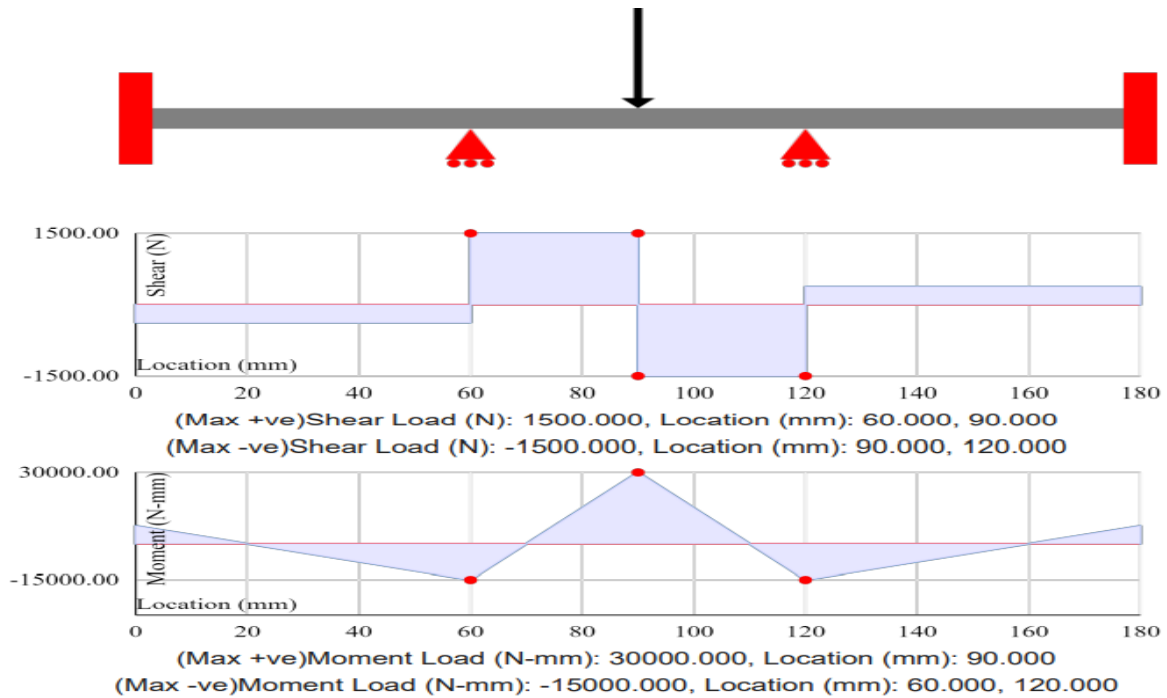 1500.00
Shear (N)
Location (mm)
-1500.00
0 20 40 60 80 100 120 140 160 180
(Max +ve)Shear Load (N): 1500.000, Location (mm): 60.000, 90.000
(Max -ve)Shear Load (N): -1500.000, Location (mm): 90.000, 120.000
30000.00
Moment (N-mm)
-15000.00
Location (mm)
0 20 40 60 80 100 120 140 160 180
(Max +ve)Moment Load (N-mm): 30000.000, Location (mm): 90.000
(Max -ve)Moment Load (N-mm): -15000.000, Location (mm): 60.000, 120.000